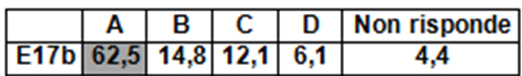 A B C D Non risponde
E17b 62,5 14,8 12,1 6,1 4,4